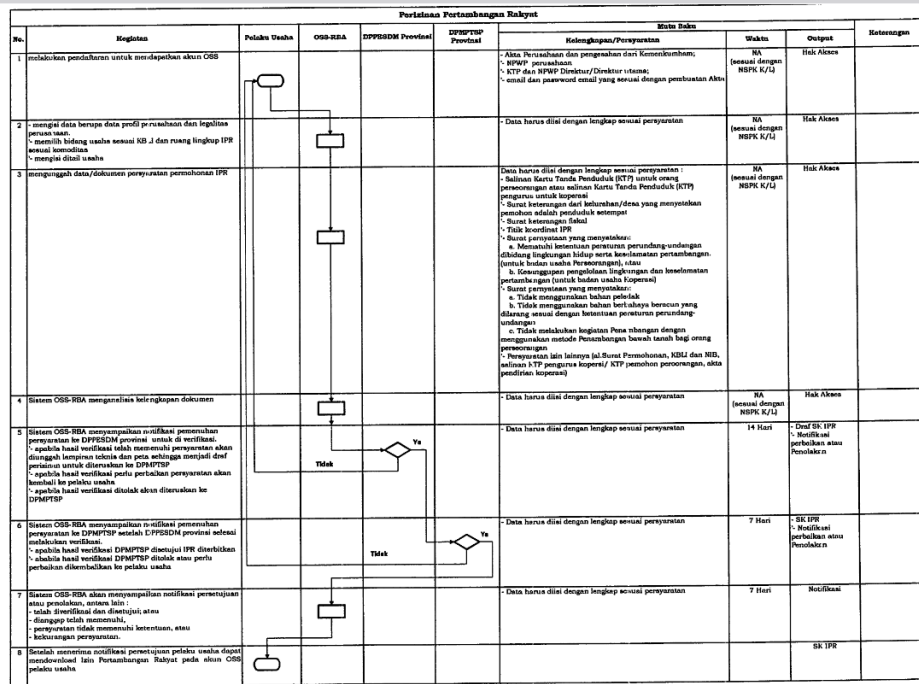 Perizinan Pertambangan Rakyat
No.
Kegiatan
Pelaku Usaha
OSS-RBA
DPPESDM Provinsi
DPMPTSP
Provinsi
Mutu Baku
Kelengkapan/Persyaratan
Waktu
Output
Keterangan
1
melakukan pendaftaran untuk mendapatkan akun OSS
- Akta Perusahaan dan pengesahan dari Kemenkumham;
'- NPWP perusahaan
'- KTP dan NPWP Direktur/Direktur utama;
'- email dan password email yang sesuai dengan pembuatan Akta
NA
(sesuai dengan
NSPK K/L)
Hak Akses
2
- mengisi data berupa data profil perusahaan dan legalitas
perusahaan.
'- memilih bidang usaha sesuai KBLI dan ruang lingkup IPR
sesuai komoditas
'- mengisi ditail usaha
- Data harus diisi dengan lengkap sesuai persyaratan
NA
(sesuai dengan
NSPK K/L)
Hak Akses
3
mengunggah data/dokumen persyaratan permohonan IPR
Data harus diisi dengan lengkap sesuai persyaratan :
- Salinan Kartu Tanda Penduduk (KTP) untuk orang
perseorangan atau salinan Kartu Tanda Penduduk (KTP)
pengurus untuk koperasi
'- Surat keterangan dari kelurahan/desa yang menyatakan
pemohon adalah penduduk setempat
'- Surat keterangan fiskal
'- Titik koordinat IPR
'- Surat pernyataan yang menyatakan:
a. Mematuhi ketentuan peraturan perundang-undangan
dibidang lingkungan hidup serta keselamatan pertambangan.
(untuk badan usaha Perseorangan), atau
b. Kesanggupan pengelolaan lingkungan dan keselamatan
pertambangan (untuk badan usaha Koperasi)
'- Surat pernyataan yang menyatakan:
a. Tidak menggunakan bahan peledak
b. Tidak menggunakan bahan berbahaya beracun yang
dilarang sesuai dengan ketentuan peraturan perundang-
undangan
c. Tidak melakukan kegiatan Penambangan dengan
menggunakan metode Penambangan bawah tanah bagi orang
perseorangan
'- Persyaratan izin lainnya (al.Surat Permohonan, KBLI dan NIB,
salinan KTP pengurus kopersi/ KTP pemohon peroorangan, akta
pendirian koperasi)
NA
(sesuai dengan
NSPK K/L)
Hak Akses
4
Sistem OSS-RBA menganalisis kelengkapan dokumen
- Data harus diisi dengan lengkap sesuai persyaratan
NA
(sesuai dengan
NSPK K/L)
Hak Akses
5
Sistem OSS-RBA menyampaikan notifikasi pemenuhan
persyaratan ke DPPESDM provinsi untuk di verifikasi.
'- apabila hasil verifikasi telah memenuhi persyaratan akan
diunggah lampiran teknis dan peta sehingga menjadi draf
perizinan untuk diteruskan ke DPMPTSP
'- apabila hasil verifikasi perlu perbaikan persyaratan akan
kembali ke pelaku usaha
'- apabila hasil verifikasi ditolak akan diteruskan ke
DPMPTSP
Tidak
Ya
- Data harus diisi dengan lengkap sesuai persyaratan
14 Hari
- Draf SK IPR
'- Notifikasi
perbaikan atau
Penolakan
6
Sistem OSS-RBA menyampaikan notifikasi pemenuhan
persyaratan ke DPMPTSP setelah DPPESDM provinsi selesai
melakukan verifikasi.
'- apabila hasil verifikasi DPMPTSP disetujui IPR diterbitkan
'- ababila hasil verifikasi DPMPTSP ditolak atau perlu
perbaikan dikembalikan ke pelaku usaha
Tidak
Ya
- Data harus diisi dengan lengkap sesuai persyaratan
7 Hari
- SK IPR
'- Notifikasi
perbaikan atau
Penolakan
7
Sistem OSS-RBA akan menyampaikan notifikasi persetujuan
atau penolakan, antara lain :
- telah diverifikasi dan disetujui; atau
- dianggap telah memenuhi,
- persyaratan tidak memenuhi ketentuan, atau
- kekurangan persyaratan.
- Data harus diisi dengan lengkap sesuai persyaratan
7 Hari
Notifikasi
8
Setelah menerima notifikasi persetujuan pelaku usaha dapat
mendownload Izin Pertambangan Rakyat pada akun OSS
pelaku usaha
SK IPR